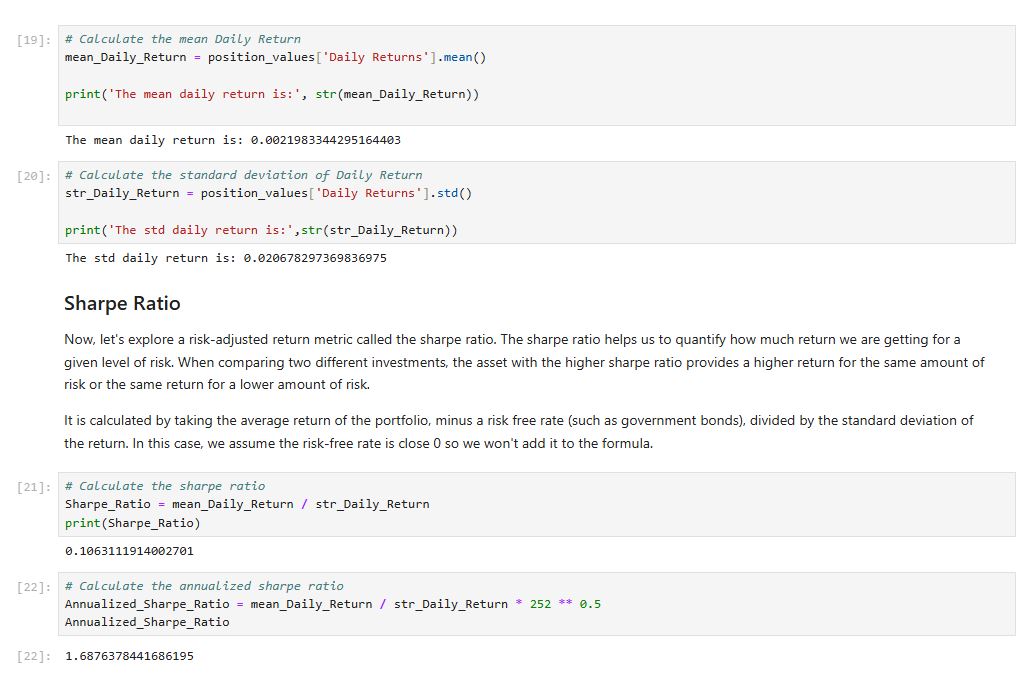 [19]: # Calculate the mean Daily Return
mean_Daily_Return = position_values['Daily Returns'].mean()
print('The mean daily return is:', str(mean_Daily_Return))
The mean daily return is: 0.0021983344295164403
[20]: # Calculate the standard deviation of Daily Return
str_Daily_Return = position_values['Daily Returns'].std()
print('The std daily return is:',str(str_Daily_Return))
The std daily return is: 0.020678297369836975
Sharpe Ratio
Now, let's explore a risk-adjusted return metric called the sharpe ratio. The sharpe ratio helps us to quantify how much return we are getting for a
given level of risk. When comparing two different investments, the asset with the higher sharpe ratio provides a higher return for the same amount of
risk or the same return for a lower amount of risk.
It is calculated by taking the average return of the portfolio, minus a risk free rate (such as government bonds), divided by the standard deviation of
the return. In this case, we assume the risk-free rate is close 0 so we won't add it to the formula.
[21]: # Calculate the sharpe ratio
Sharpe_Ratio = mean_Daily_Return / str_Daily_Return
print(Sharpe_Ratio)
0.1063111914002701
[22]: # Calculate the annualized sharpe ratio
Annualized_Sharpe_Ratio = mean_Daily_Return / str_Daily_Return * 252 ** 0.5
Annualized_Sharpe_Ratio
[22]: 1.6876378441686195